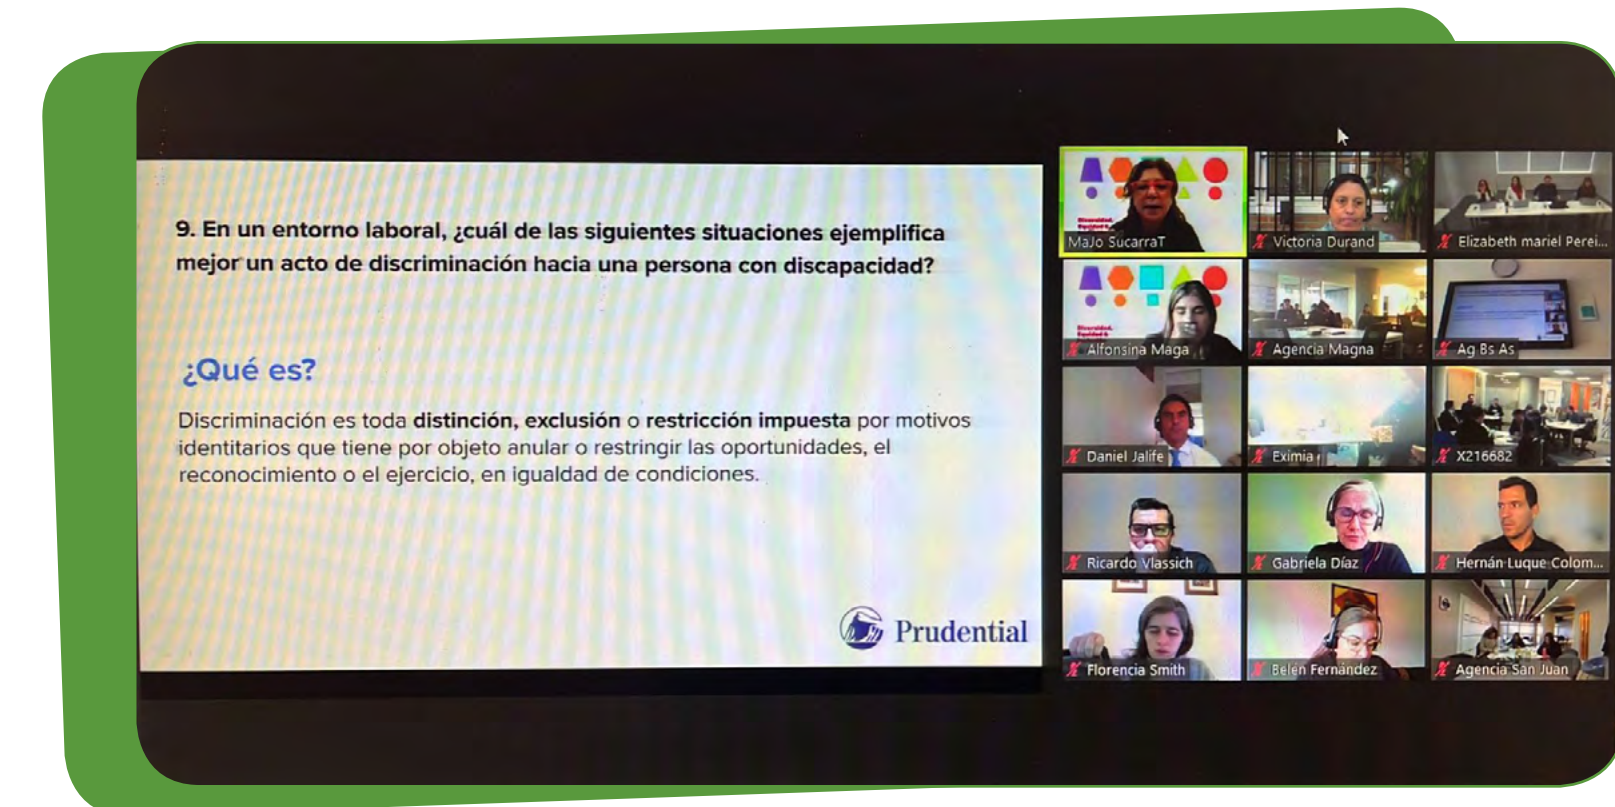 9. En un entorno laboral, ¿cuál de las siguientes situaciones ejemplifica
mejor un acto de discriminación hacia una persona con discapacidad?
¿Qué es?
Discriminación es toda distinción, exclusión o restricción impuesta por motivos
identitarios que tiene por objeto anular o restringir las oportunidades, el
reconocimiento o el ejercicio, en igualdad de condiciones.
Prudential
MaJo SucarraT
Victoria Durand
Elizabeth mariel Perei...
Alfonsina Maga
Agencia Magna
Ag Bs As
Daniel Jalife
Eximia
X216682
Ricardo Vlassich
Gabriela Díaz
Hernán Luque Colom...
Florencia Smith
Belén Fernández
Agencia San Juan